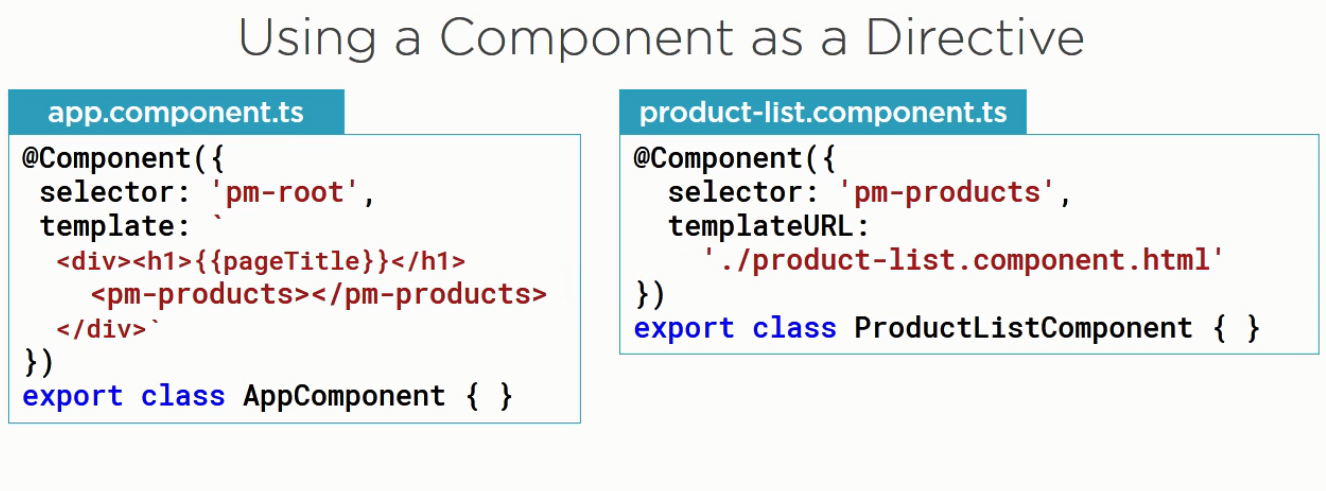 Using a Component as a Directive
app.component.ts
@Component({
 selector: 'pm-root',
 template: `
  <div><h1>{{pageTitle}}</h1>
    <pm-products></pm-products>
  </div>`
})
export class AppComponent { }
product-list.component.ts
@Component({
  selector: 'pm-products',
  templateURL:
    './product-list.component.html'
})
export class ProductListComponent { }